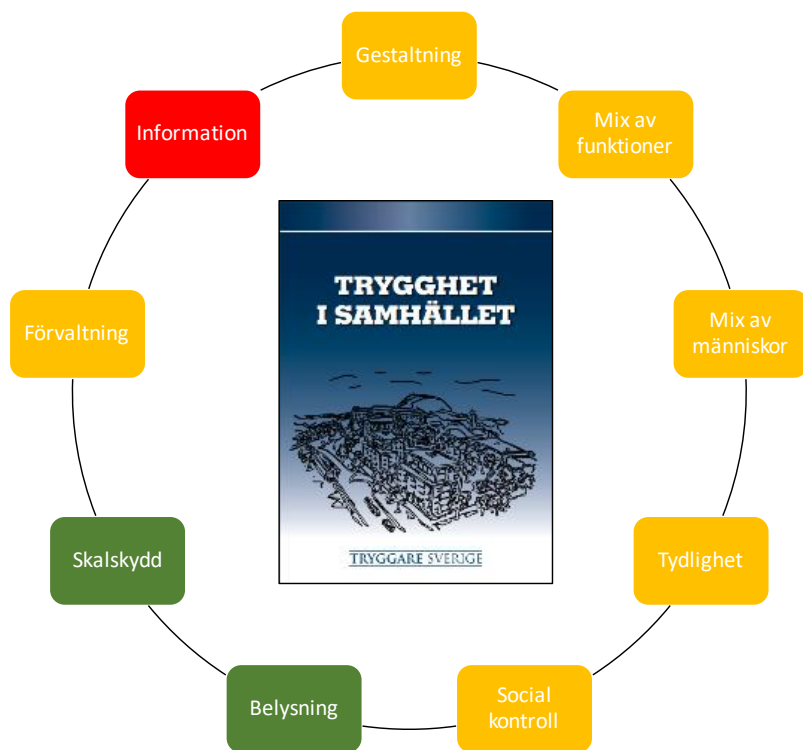 Gestaltning
Mix av
funktioner
Mix av
människor
Tydlighet
Social
kontroll
Belysning
Skalskydd
Förvaltning
Information
TRYGGHET
I SAMHÄLLET
TRYGGARE SVERIGE